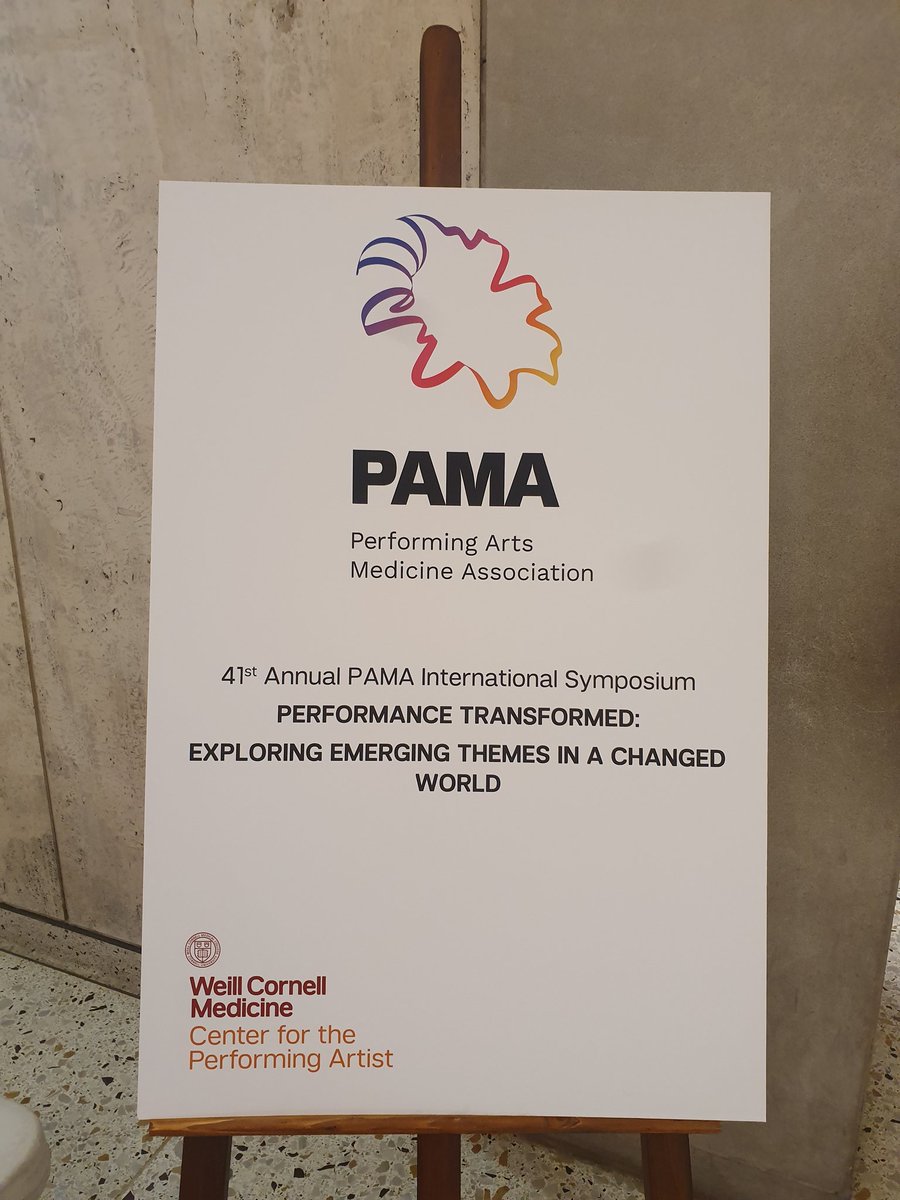 PAMA
Performing Arts
Medicine Association
41st Annual PAMA International Symposium
PERFORMANCE TRANSFORMED:
EXPLORING EMERGING THEMES IN A CHANGED
WORLD
Weill Cornell
Medicine
Center for the
Performing Artist